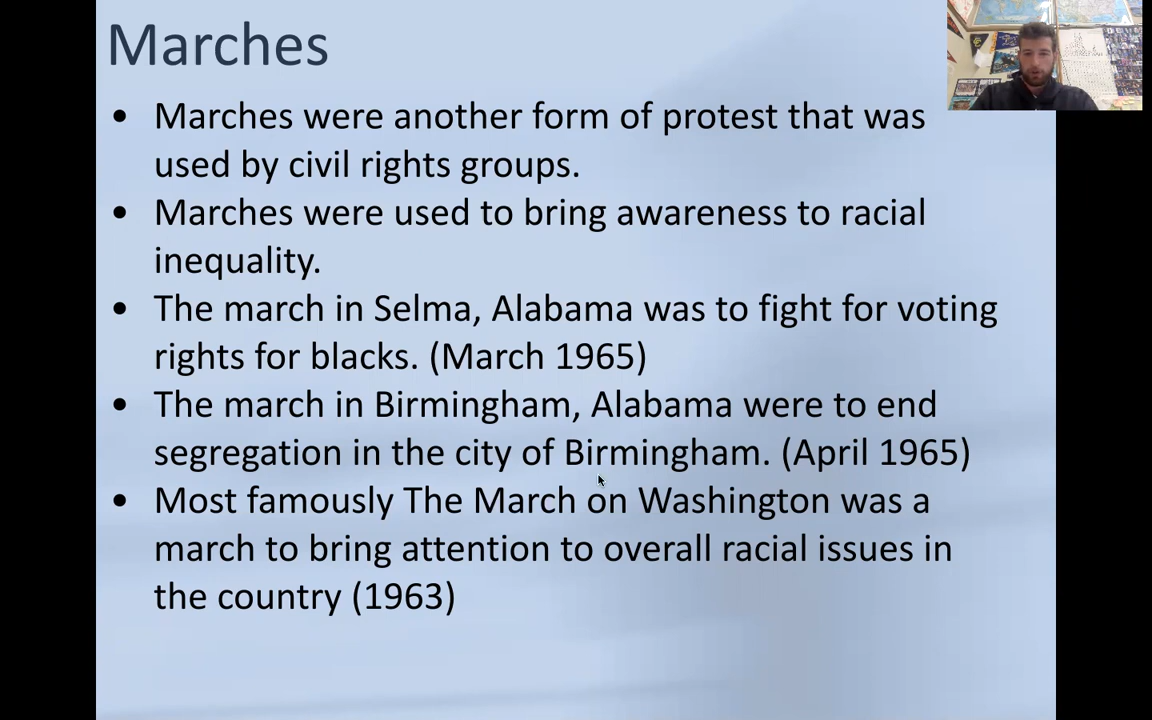 Marches
• Marches were another form of protest that was
used by civil rights groups.
• Marches were used to bring awareness to racial
inequality.
• The march in Selma, Alabama was to fight for voting
rights for blacks. (March 1965)
• The march in Birmingham, Alabama were to end
segregation in the city of Birmingham. (April 1965)
• Most famously The March on Washington was a
march to bring attention to overall racial issues in
the country (1963)